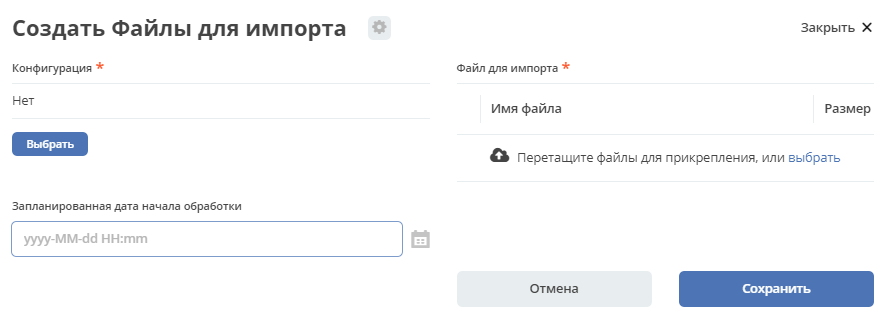 Создать Файлы для импорта
Закрыть ×
Конфигурация *
Нет
Выбрать
Запланированная дата начала обработки
yyyy-MM-dd HH:mm
Файл для импорта *
Имя файла
Размер
Перетащите файлы для прикрепления, или выбрать
Отмена
Сохранить